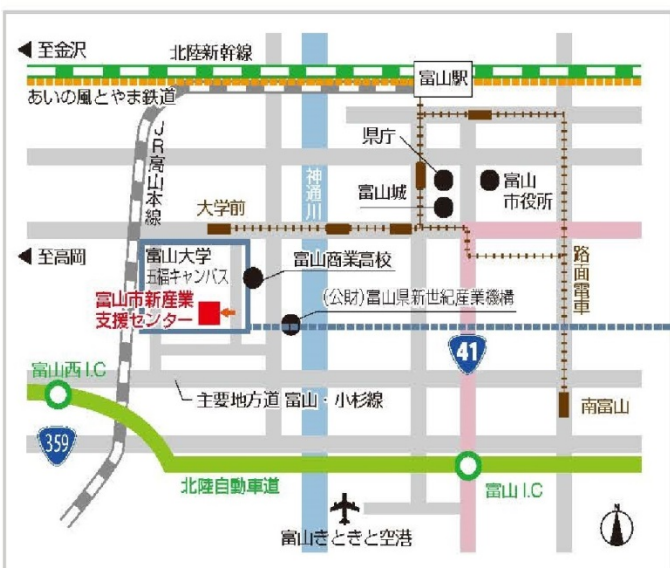 至金沢
北陸新幹線
富山駅
あいの風とやま鉄道
JR高山本線
県庁
神通川
富山城
富山
市役所
大学前
至高岡
富山大学
五福キャンパス
富山商業高校
路面電車
富山市新産業
支援センター
(公財)富山県新世紀産業機構
41
富山西I.C
主要地方道 富山・小杉線
南富山
359
北陸自動車道
富山I.C
富山きときと空港
N